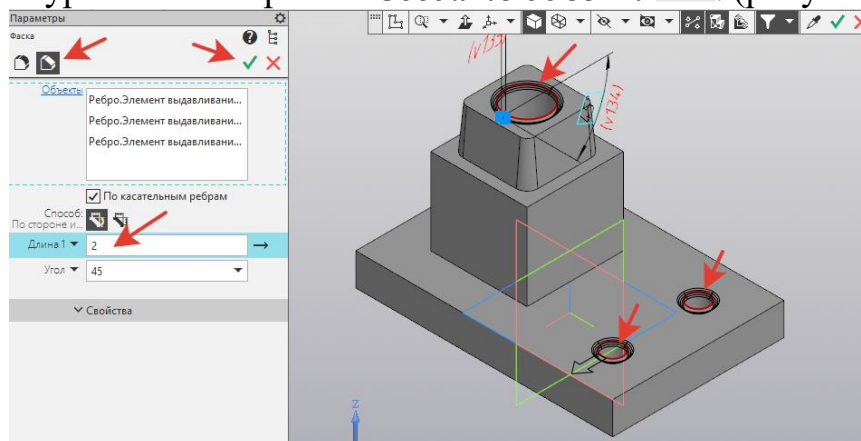 Параметры
Фаска
Объекты
Ребро.Элемент выдавливани...
Ребро.Элемент выдавливани...
Ребро.Элемент выдавливани...
По касательным ребрам
Способ:
По стороне и...
Длина 1
2
Угол
45
Свойства
(v134)
Z